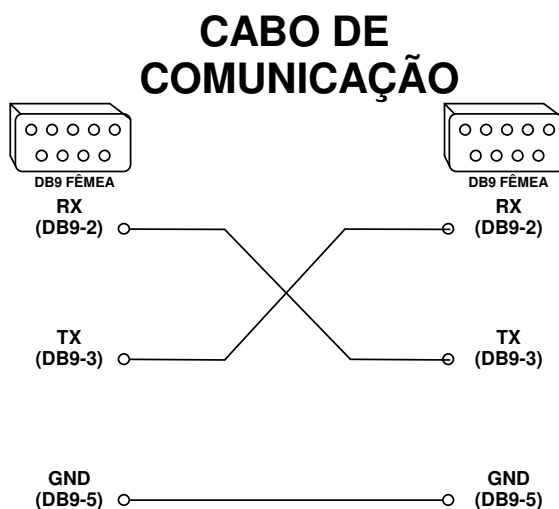 CABO DE
COMUNICAÇÃO
DB9 FÊMEA
DB9 FÊMEA
RX
(DB9-2)
RX
(DB9-2)
TX
(DB9-3)
TX
(DB9-3)
GND
(DB9-5)
GND
(DB9-5)